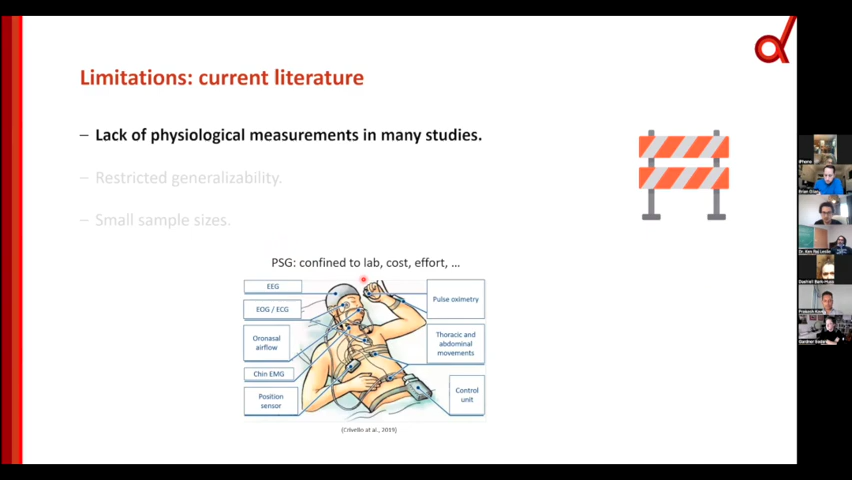 Limitations: current literature
– Lack of physiological measurements in many studies.
– Restricted generalizability.
– Small sample sizes.
PSG: confined to lab, cost, effort, ...
EEG
EOG / ECG
Oronasal
airflow
Chin EMG
Position
sensor
Pulse oximetry
Thoracic and
abdominal
movements
Control
unit
(Crivello et al., 2019)
iPhone